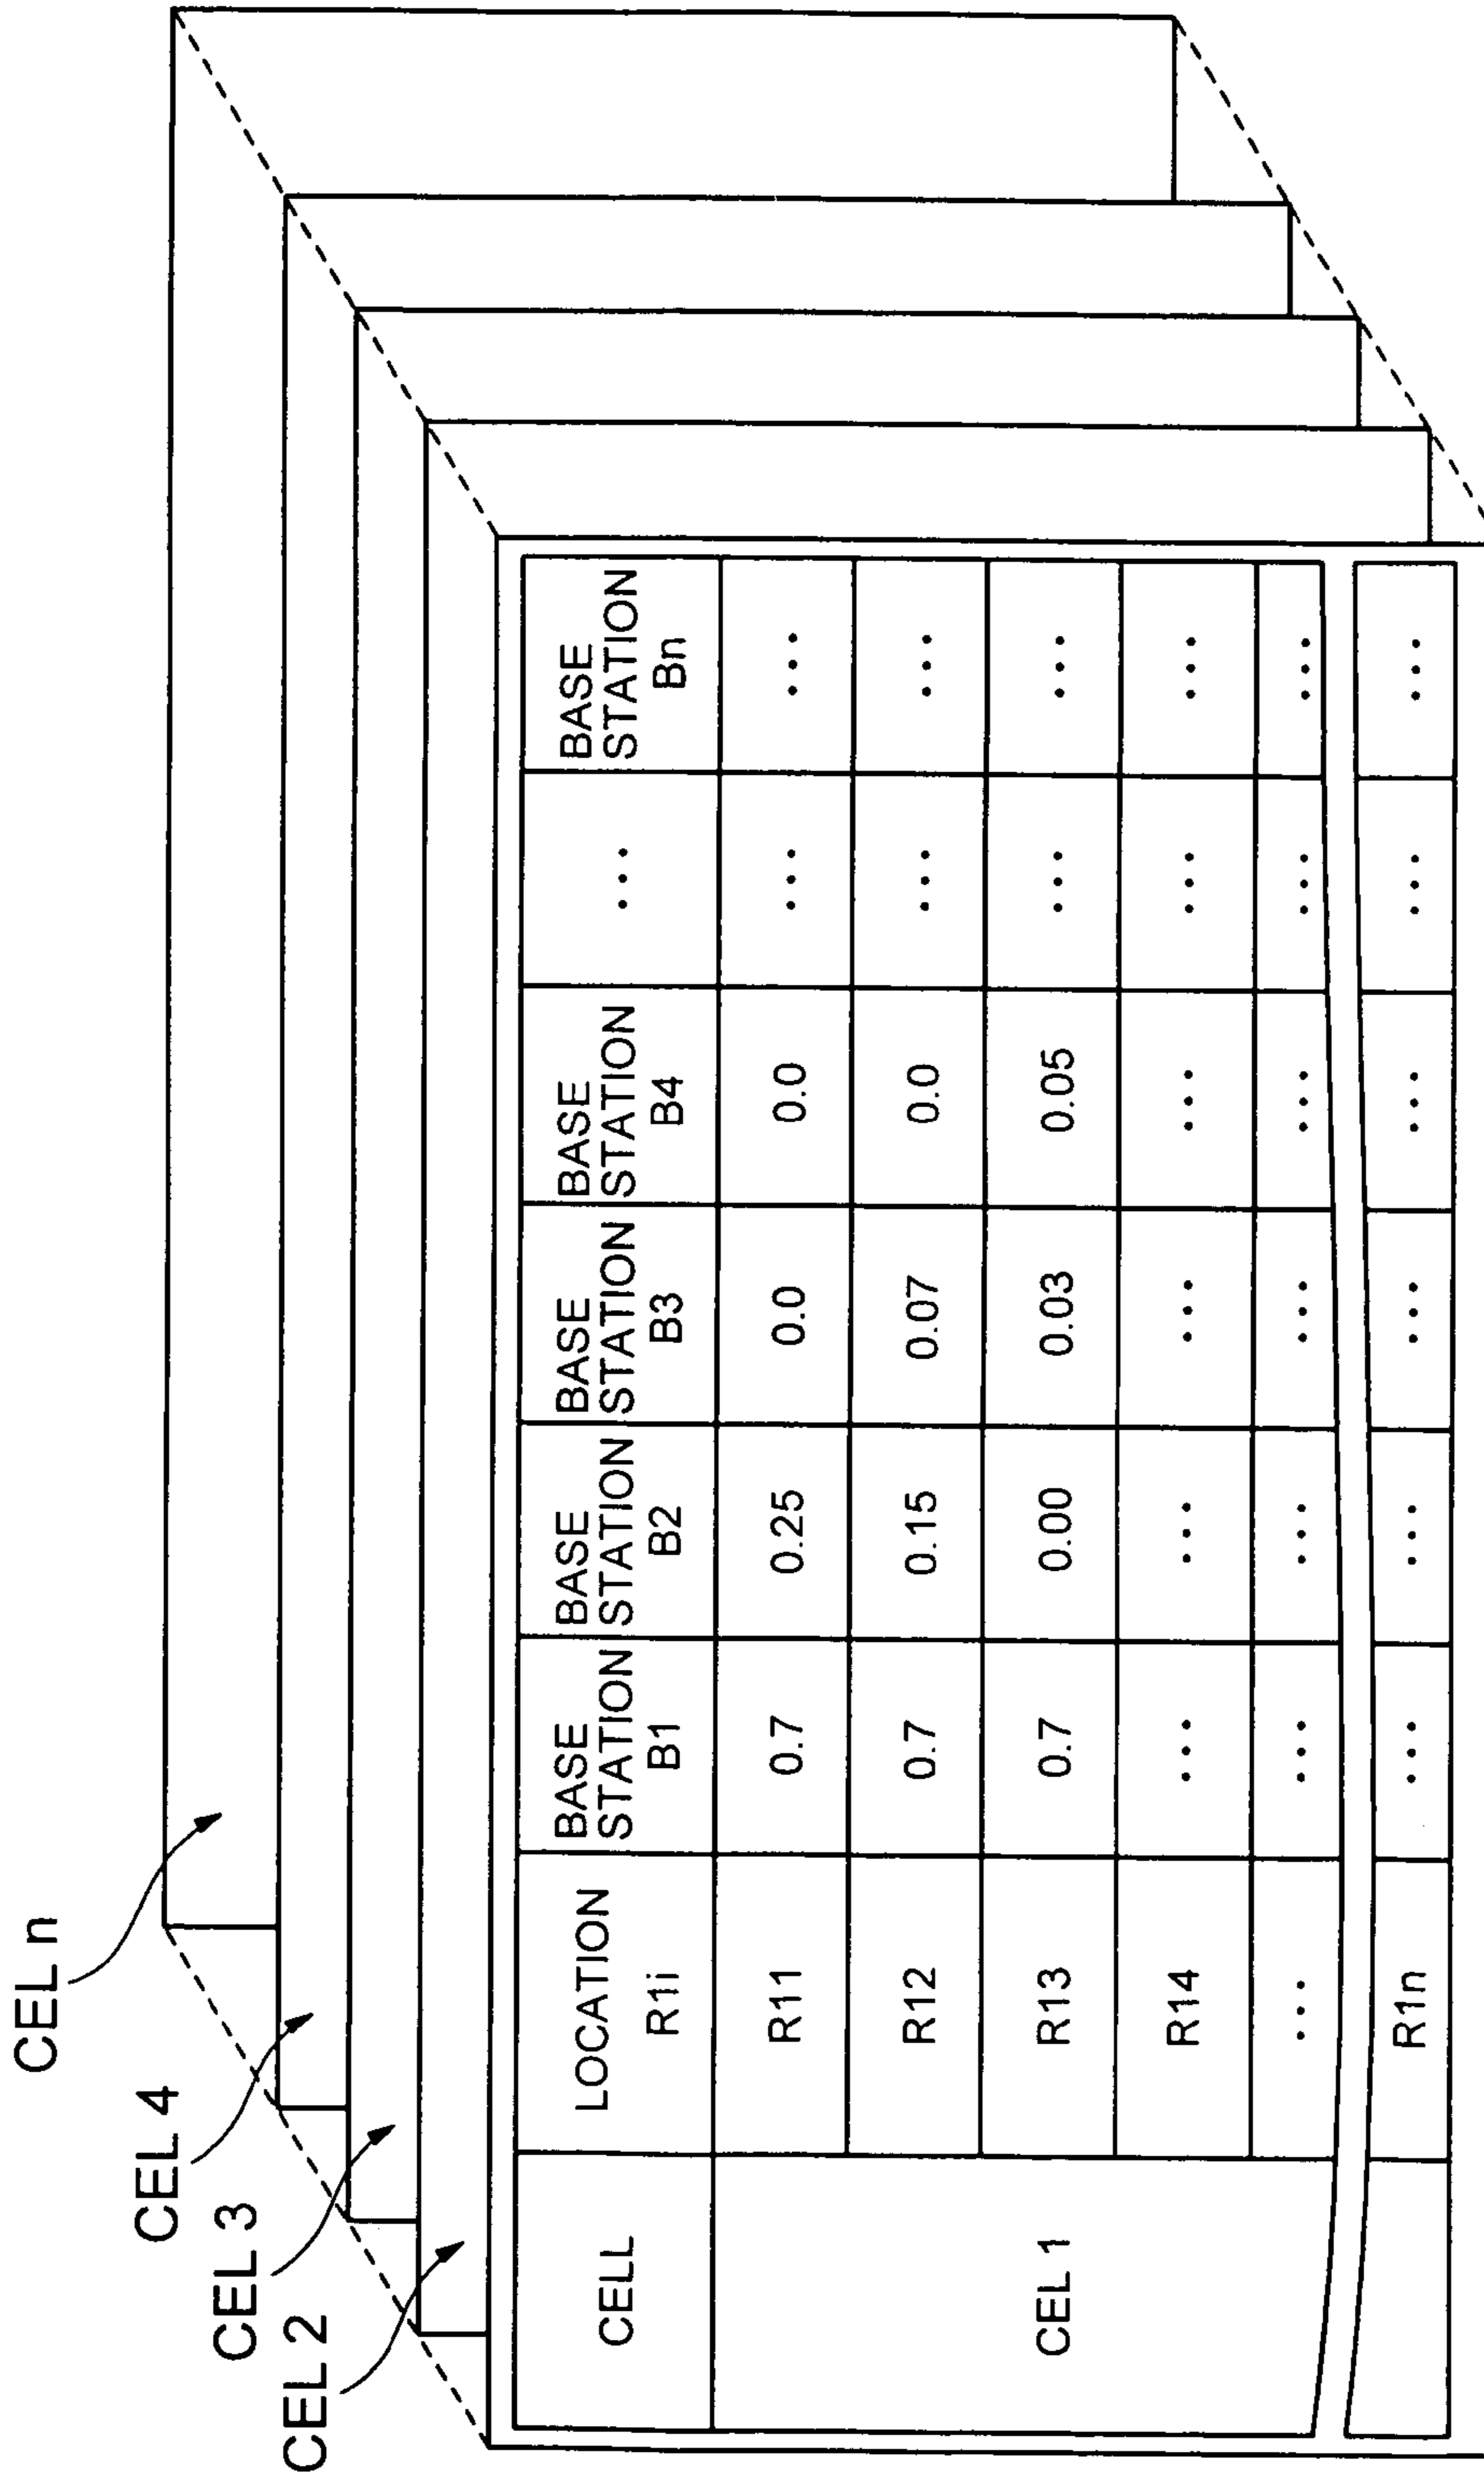 CEL n
CEL 4
CEL 3
CEL 2
CELL
LOCATION
R1i
BASE
STATION
B1
BASE
STATION
B2
BASE
STATION
B3
BASE
STATION
B4
...
BASE
STATION
Bn
CEL 1
R11 0.7 0.25 0.0 0.0 ... ...
R12 0.7 0.15 0.07 0.0 ... ...
R13 0.7 0.00 0.03 0.05 ... ...
R14 ... ... ... ... ... ...
... ... ... ... ... ... ...
R1n ... ... ... ... ... ...